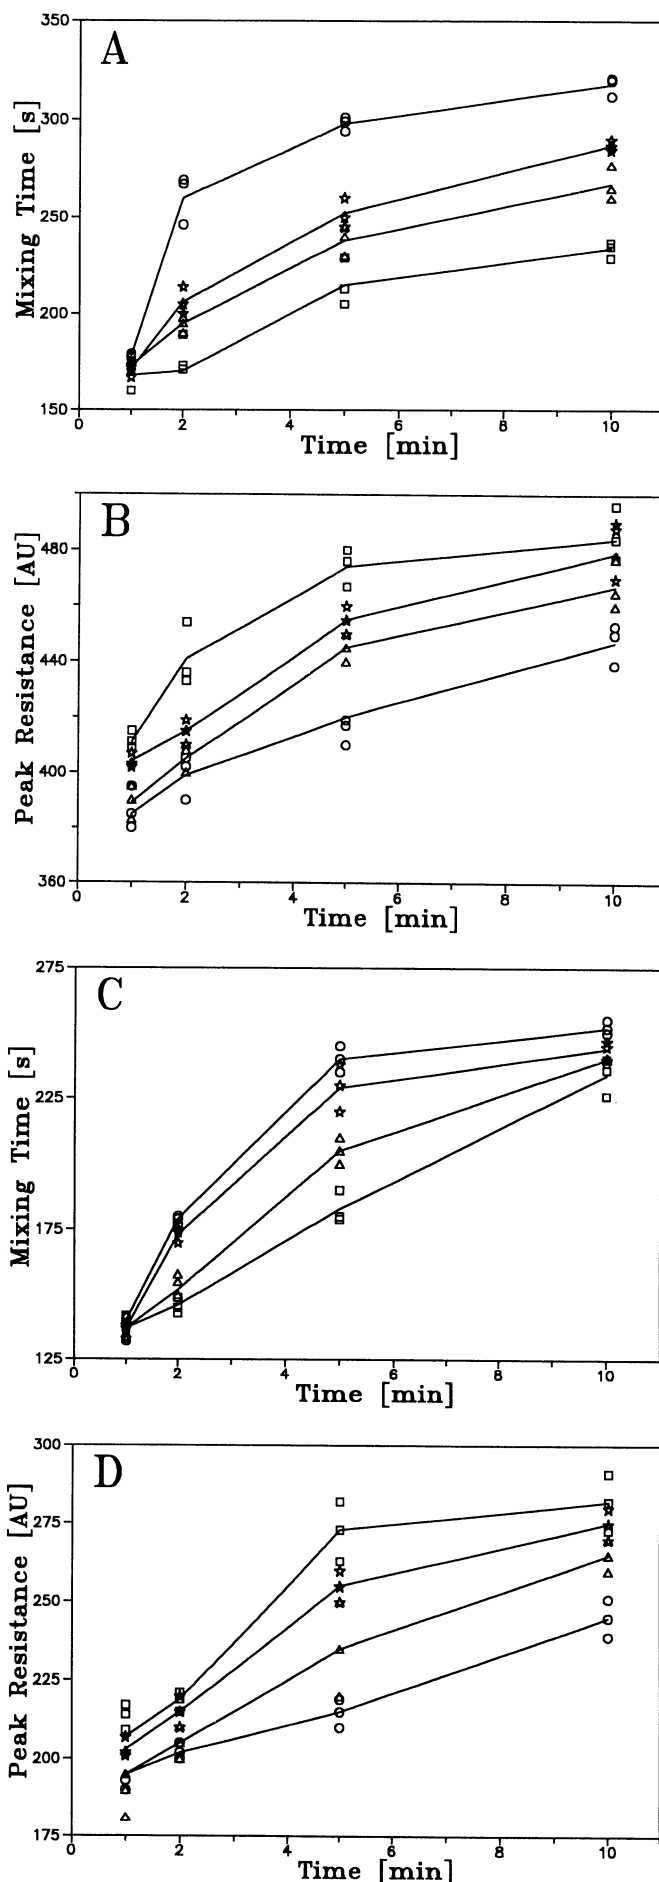 A
350
300
250
200
150
Mixing Time [s]
0 2 4 6 8 10
Time [min]
B
480
440
400
360
Peak Resistance [AU]
0 2 4 6 8 10
Time [min]
C
275
225
175
125
Mixing Time [s]
0 2 4 6 8 10
Time [min]
D
300
275
250
225
200
175
Peak Resistance [AU]
0 2 4 6 8 10
Time [min]